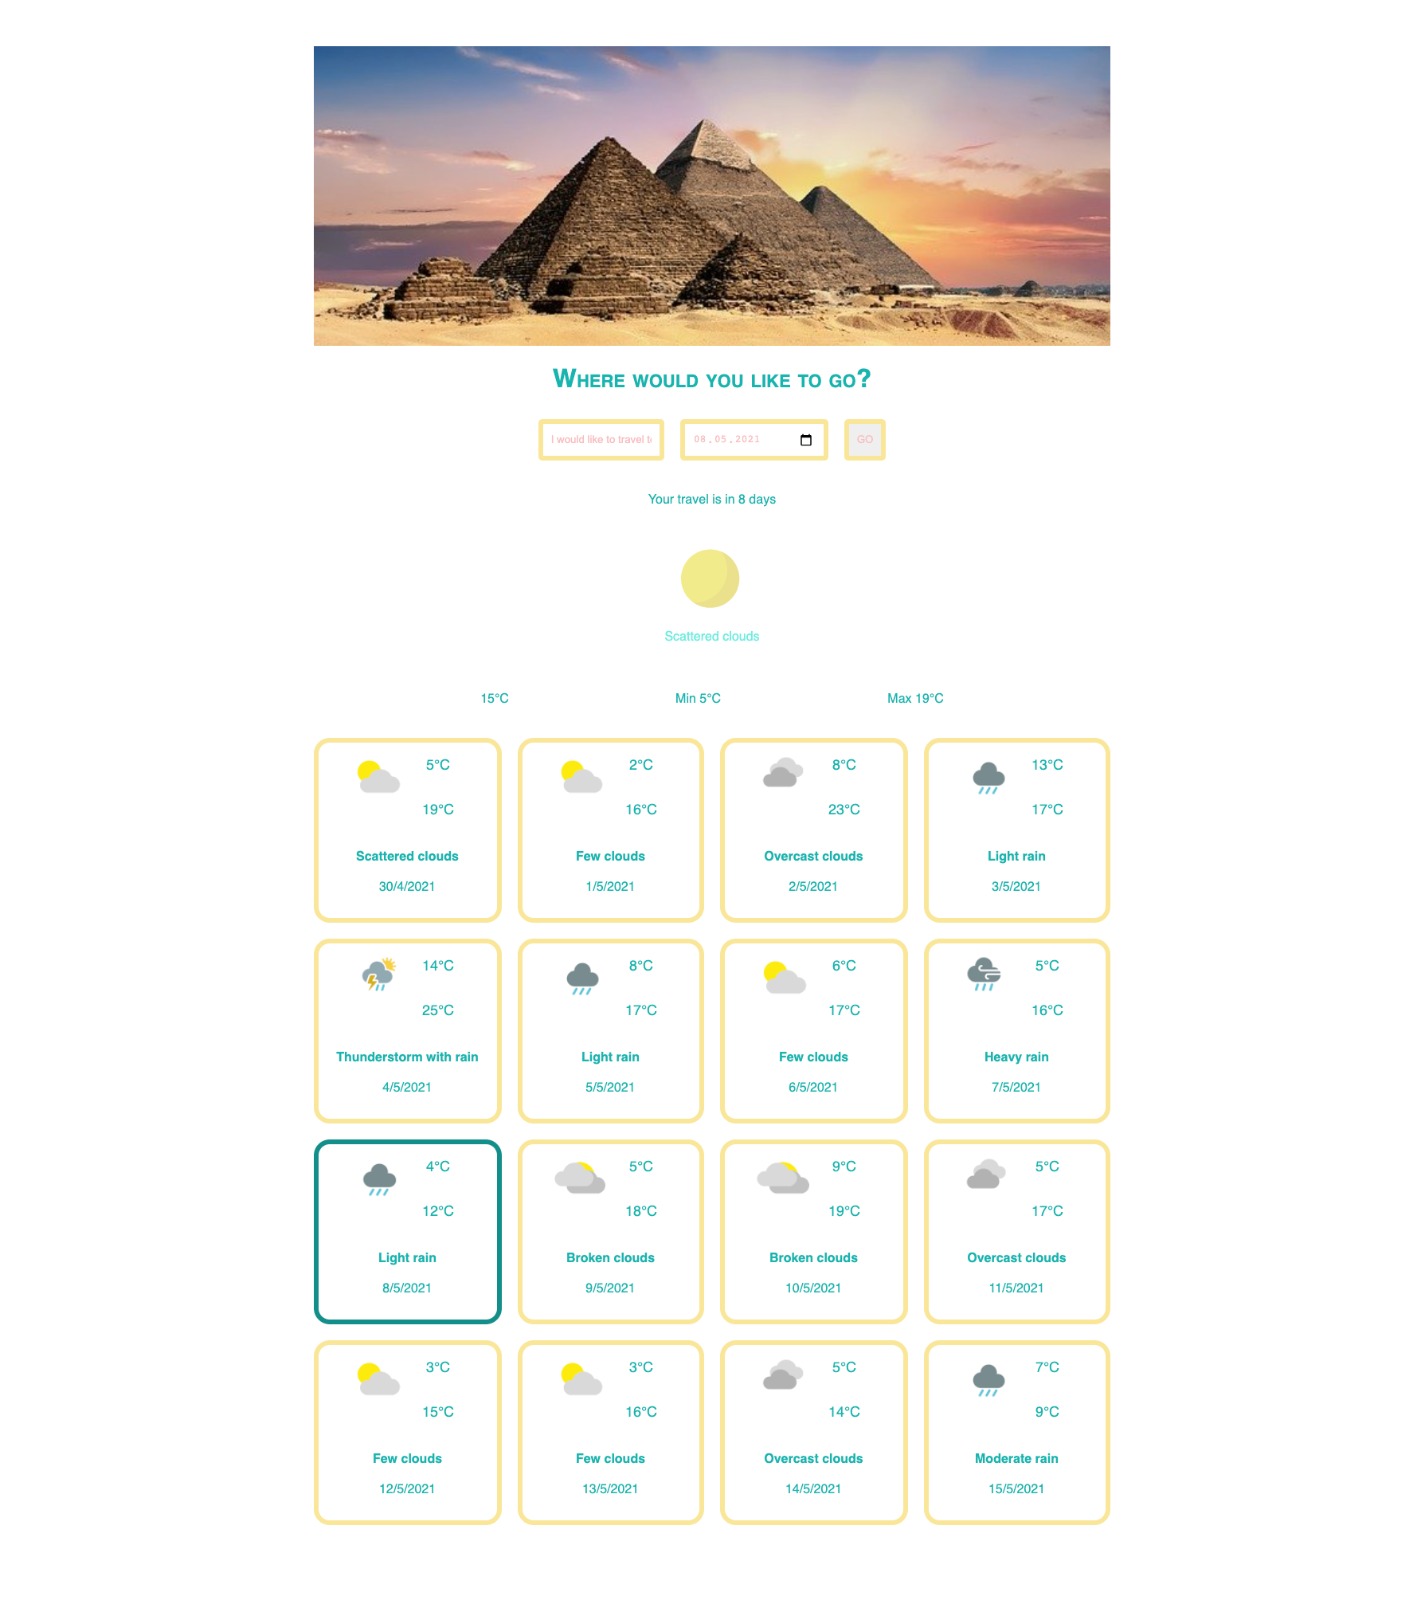 Where would you like to go?
I would like to travel t
08.05.2021
GO
Your travel is in 8 days
Scattered clouds
15°C Min 5°C Max 19°C
5°C
19°C
Scattered clouds
30/4/2021
2°C
16°C
Few clouds
1/5/2021
8°C
23°C
Overcast clouds
2/5/2021
13°C
17°C
Light rain
3/5/2021
14°C
25°C
Thunderstorm with rain
4/5/2021
8°C
17°C
Light rain
5/5/2021
6°C
17°C
Few clouds
6/5/2021
5°C
16°C
Heavy rain
7/5/2021
4°C
12°C
Light rain
8/5/2021
5°C
18°C
Broken clouds
9/5/2021
9°C
19°C
Broken clouds
10/5/2021
5°C
17°C
Overcast clouds
11/5/2021
3°C
15°C
Few clouds
12/5/2021
3°C
16°C
Few clouds
13/5/2021
5°C
14°C
Overcast clouds
14/5/2021
7°C
9°C
Moderate rain
15/5/2021